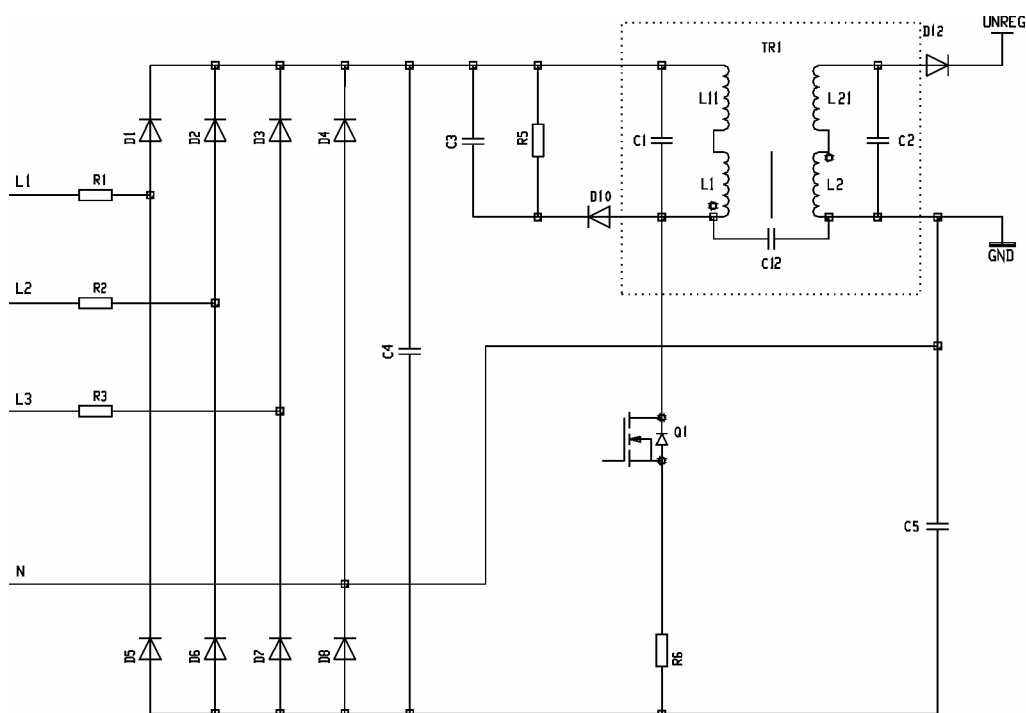 UNREG
D12
TR1
D1
D2
D3
D4
L11
L21
C3
R5
C1
C2
L1
R1
L1
L2
D10
C12
GND
L2
R2
C4
L3
R3
Q1
C5
N
D5
D6
D7
D8
R6